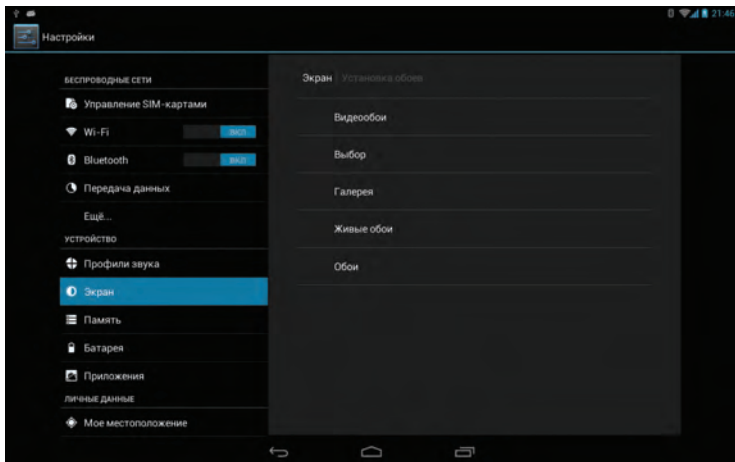 21:46
Настройки
БЕСПРОВОДНЫЕ СЕТИ
Управление SIM-картами
Wi-Fi ВКЛ
Bluetooth ВКЛ
Передача данных
Ещё...
УСТРОЙСТВО
Профили звука
Экран
Память
Батарея
Приложения
ЛИЧНЫЕ ДАННЫЕ
Мое местоположение
Экран | Установка обоев
Видеообои
Выбор
Галерея
Живые обои
Обои